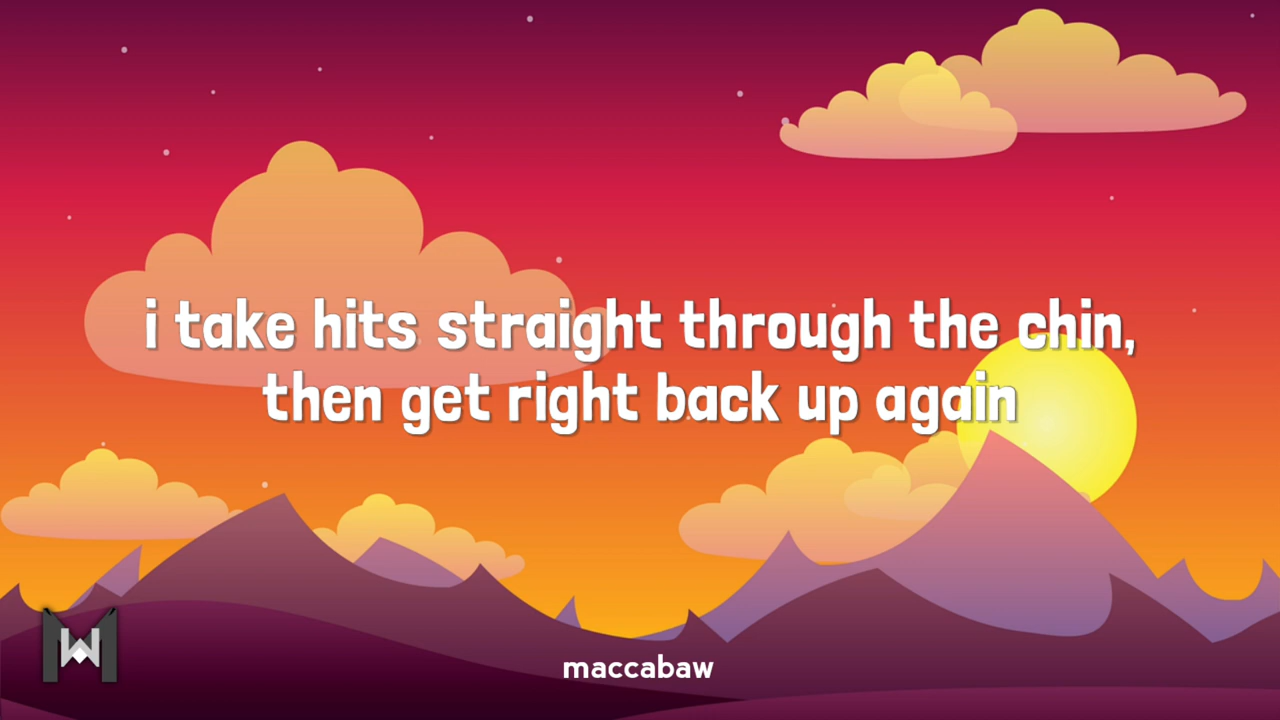 i take hits straight through the chin,
then get right back up again
maccabaw